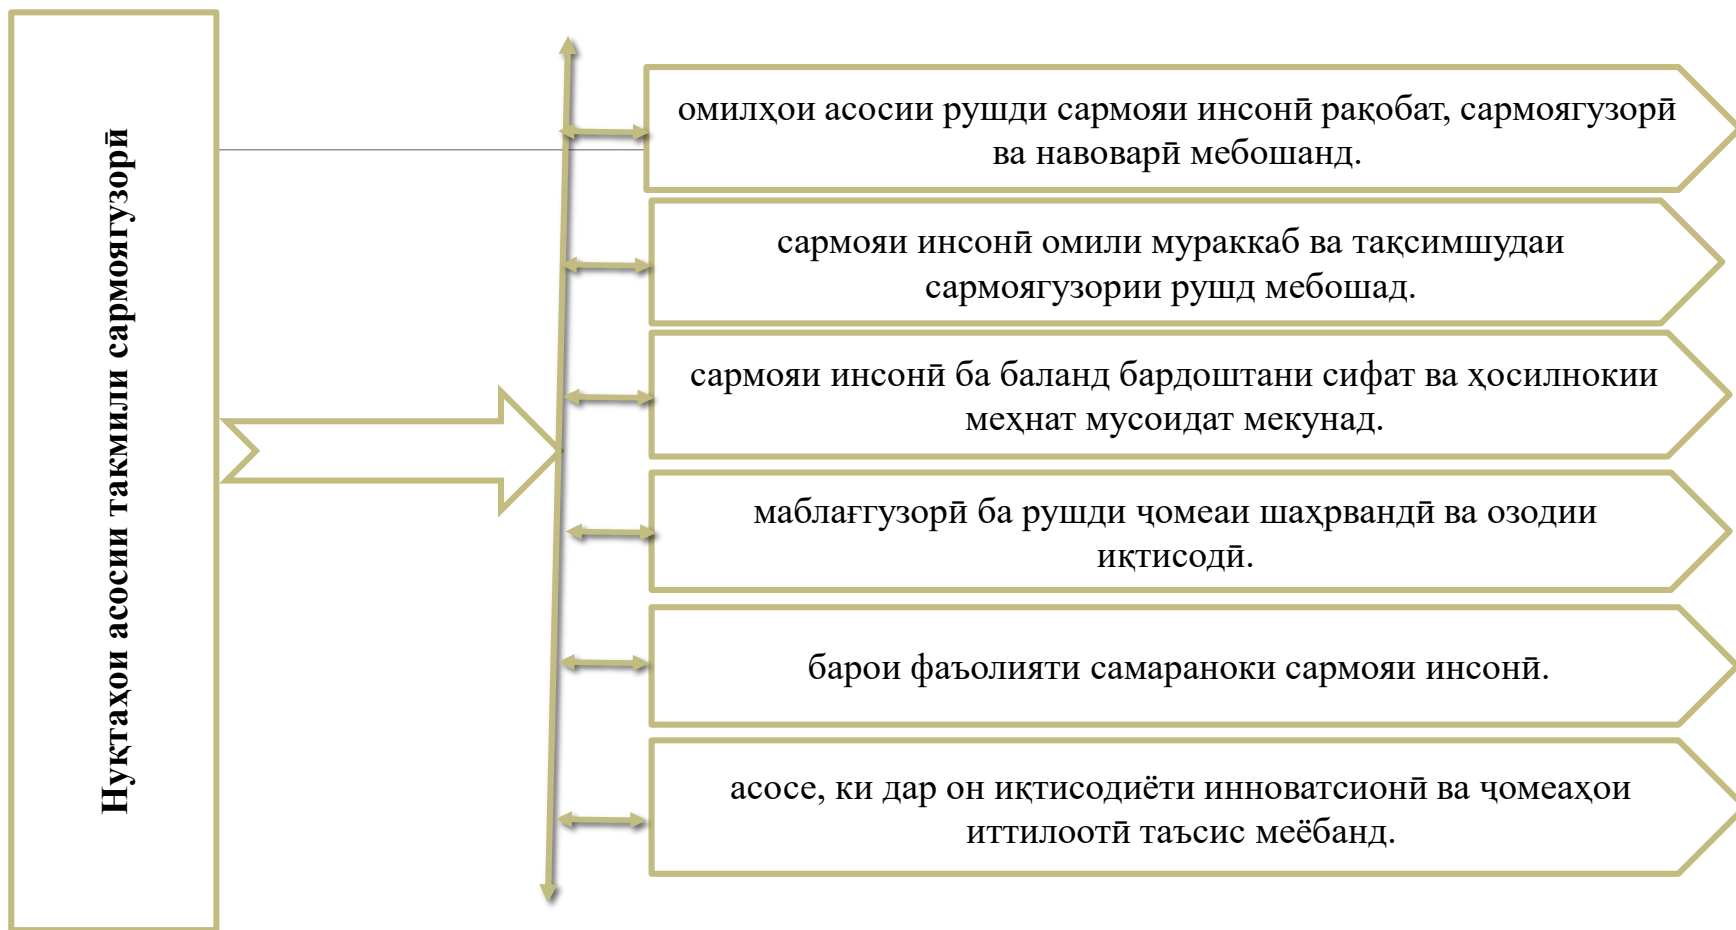 Нуқтаҳои асосии такмили сармоягузорӣ
омилҳои асосии рушди сармояи инсонӣ рақобат, сармоягузорӣ
ва навоварӣ мебошанд.
сармояи инсонӣ омили мураккаб ва тақсимшудаи
сармоягузории рушд мебошад.
сармояи инсонӣ ба баланд бардоштани сифат ва ҳосилнокии
меҳнат мусоидат мекунад.
маблағгузорӣ ба рушди ҷомеаи шаҳрвандӣ ва озодии
иқтисодӣ.
барои фаъолияти самараноки сармояи инсонӣ.
асосе, ки дар он иқтисодиёти инноватсионӣ ва ҷомеаҳои
иттилоотӣ таъсис меёбанд.